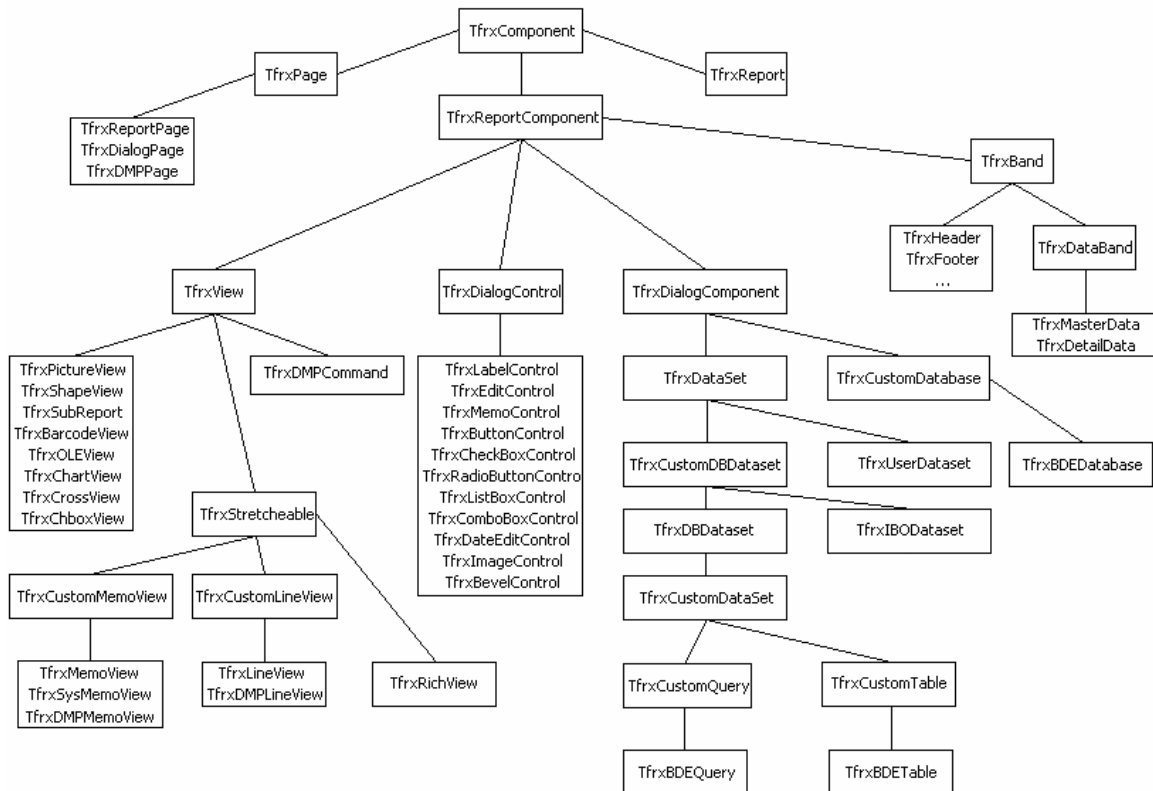 TfrxComponent
TfrxPage
TfrxReport
TfrxReportPage
TfrxDialogPage
TfrxDMPPage
TfrxReportComponent
TfrxBand
TfrxHeader
TfrxFooter
...
TfrxDataBand
TfrxMasterData
TfrxDetailData
TfrxView
TfrxDialogControl
TfrxDialogComponent
TfrxPictureView
TfrxShapeView
TfrxSubReport
TfrxBarcodeView
TfrxOLEView
TfrxChartView
TfrxCrossView
TfrxChboxView
TfrxDMPCommand
TfrxLabelControl
TfrxEditControl
TfrxMemoControl
TfrxButtonControl
TfrxCheckBoxControl
TfrxRadioButtonContro
TfrxListBoxControl
TfrxComboBoxControl
TfrxDateEditControl
TfrxImageControl
TfrxBevelControl
TfrxDataSet
TfrxCustomDatabase
TfrxCustomDBDataset
TfrxUserDataset
TfrxBDEDatabase
TfrxDBDataset
TfrxIBODataset
TfrxStretcheable
TfrxCustomMemoView
TfrxCustomLineView
TfrxCustomDataSet
TfrxMemoView
TfrxSysMemoView
TfrxDMPMemoView
TfrxLineView
TfrxDMPLineView
TfrxRichView
TfrxCustomQuery
TfrxCustomTable
TfrxBDEQuery
TfrxBDETable